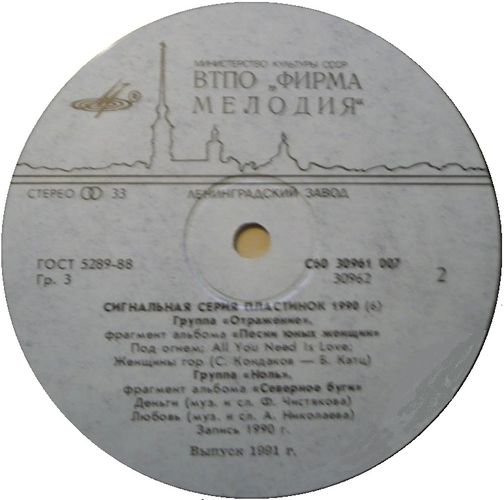 МИНИСТЕРСТВО КУЛЬТУРЫ СССР
ВТПО „ФИРМА
МЕЛОДИЯ“
СТЕРЕО 33
ЛЕНИНГРАДСКИЙ ЗАВОД
ГОСТ 5289-88
Гр. 3
С60 30961 007
30962
2
СИГНАЛЬНАЯ СЕРИЯ ПЛАСТИНОК 1990 (6)
Группа «Отражение»,
фрагмент альбома «Песни юных женщин»
Под огнем; All You Need Is Love;
Женщины гор (С. Кондаков — Б. Катц)
Группа «Ноль»,
фрагмент альбома «Северное буги»
Деньги (муз. и сл. Ф. Чистякова)
Любовь (муз. и сл. А. Николаева)
Запись 1990 г.
Выпуск 1991 г.